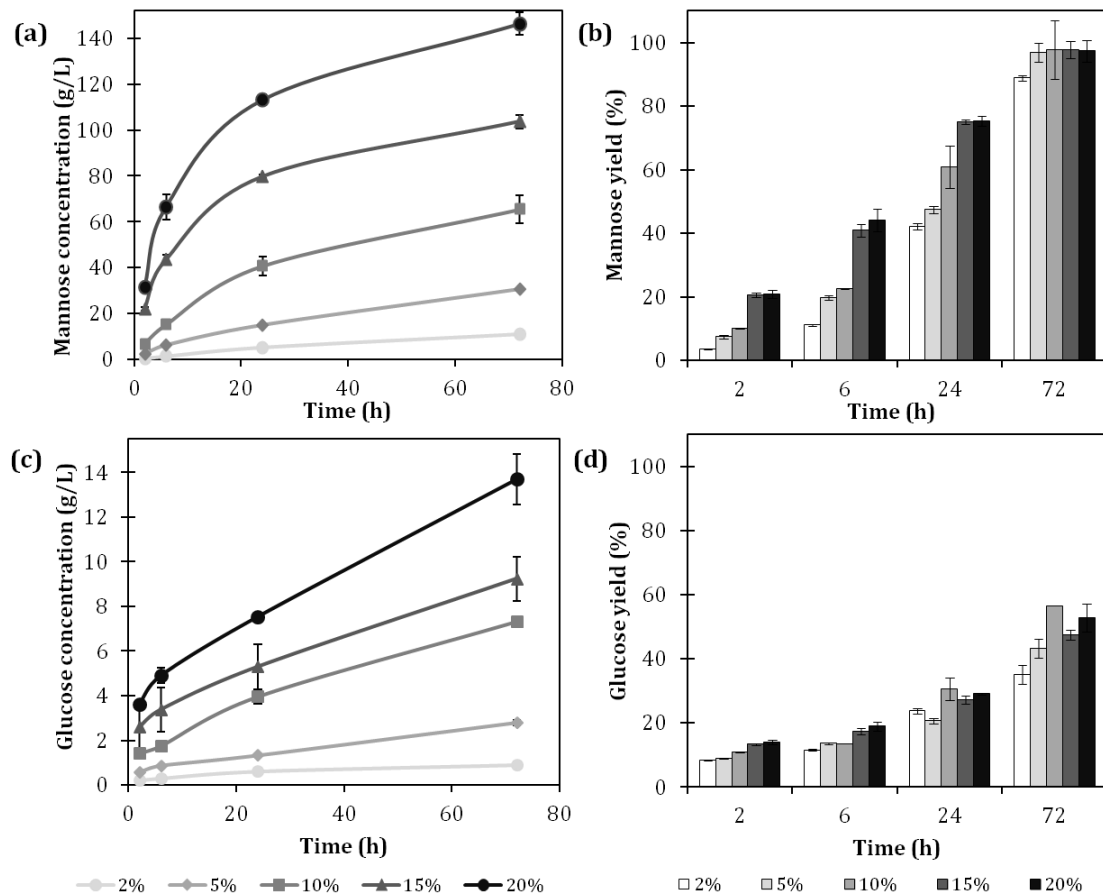 (a)
Mannose concentration (g/L)
140
120
100
80
60
40
20
0
0 20 40 60 80
Time (h)
(b)
Mannose yield (%)
100
80
60
40
20
0
2 6 24 72
Time (h)
(c)
Glucose concentration (g/L)
14
12
10
8
6
4
2
0
0 20 40 60 80
Time (h)
(d)
Glucose yield (%)
100
80
60
40
20
0
2 6 24 72
Time (h)
2% 5% 10% 15% 20%
2% 5% 10% 15% 20%